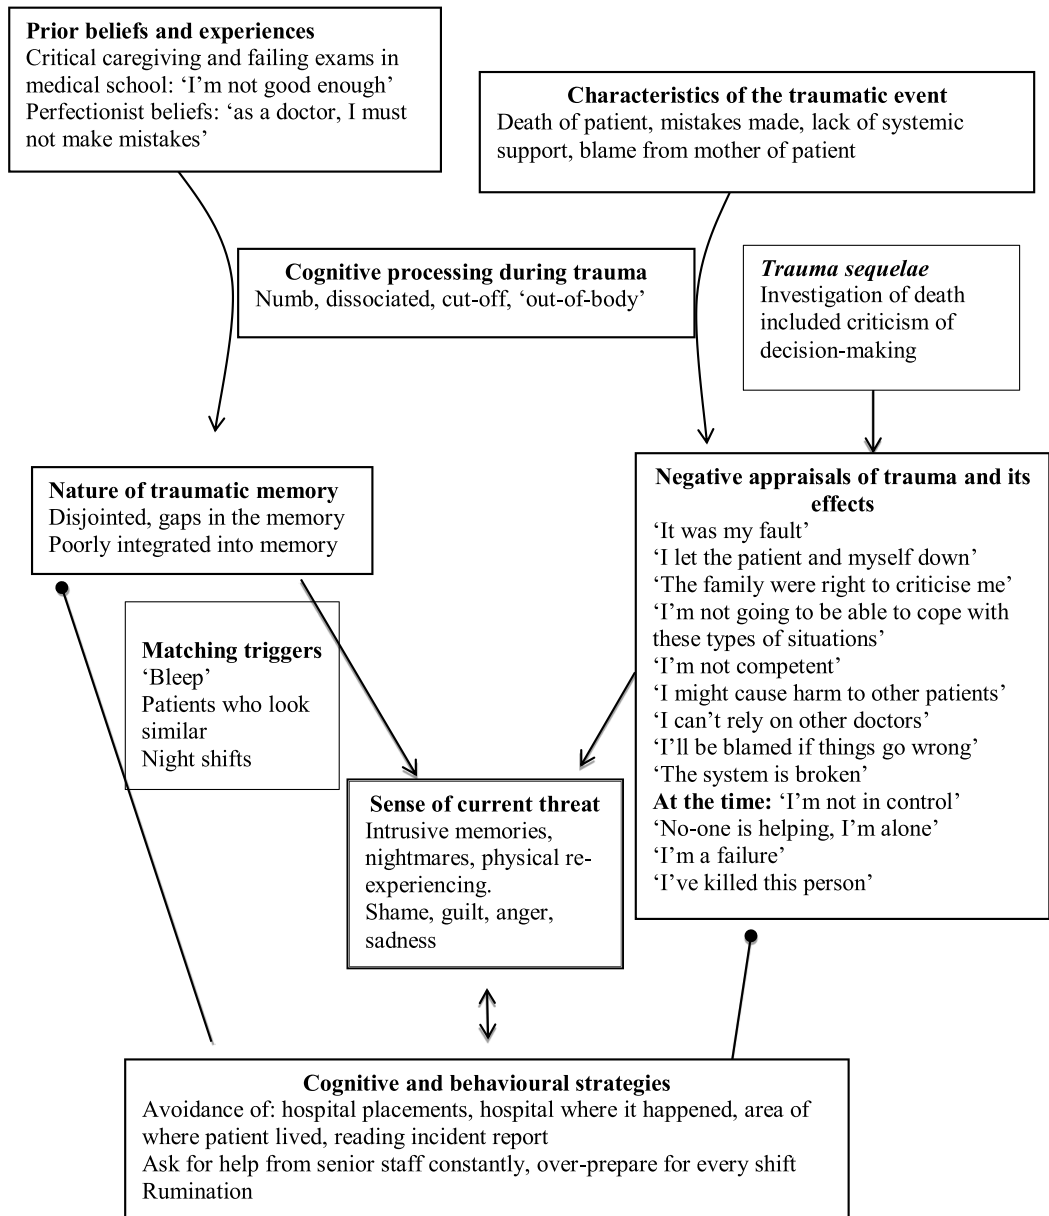 Prior beliefs and experiences
Critical caregiving and failing exams in
medical school: ‘I’m not good enough’
Perfectionist beliefs: ‘as a doctor, I must
not make mistakes’
Characteristics of the traumatic event
Death of patient, mistakes made, lack of systemic
support, blame from mother of patient
Cognitive processing during trauma
Numb, dissociated, cut-off, ‘out-of-body’
Trauma sequelae
Investigation of death
included criticism of
decision-making
Nature of traumatic memory
Disjointed, gaps in the memory
Poorly integrated into memory
Negative appraisals of trauma and its
effects
‘It was my fault’
‘I let the patient and myself down’
‘The family were right to criticise me’
‘I’m not going to be able to cope with
these types of situations’
‘I’m not competent’
‘I might cause harm to other patients’
‘I can’t rely on other doctors’
‘I’ll be blamed if things go wrong’
‘The system is broken’
At the time: ‘I’m not in control’
‘No-one is helping, I’m alone’
‘I’m a failure’
‘I’ve killed this person’
Matching triggers
‘Bleep’
Patients who look
similar
Night shifts
Sense of current threat
Intrusive memories,
nightmares, physical re-
experiencing.
Shame, guilt, anger,
sadness
Cognitive and behavioural strategies
Avoidance of: hospital placements, hospital where it happened, area of
where patient lived, reading incident report
Ask for help from senior staff constantly, over-prepare for every shift
Rumination